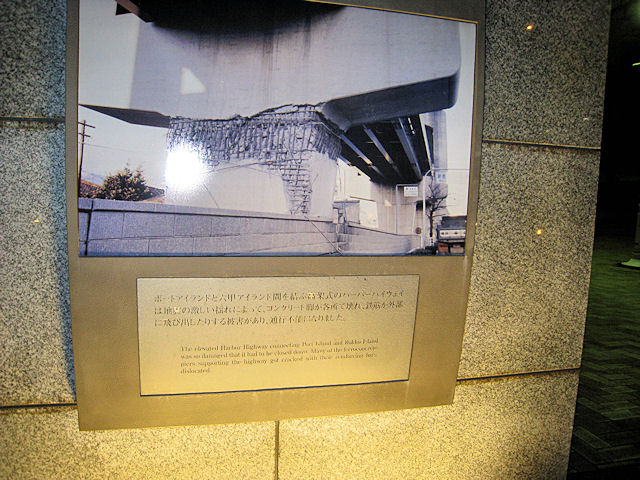 ポートアイランドと六甲アイランド間を結ぶ高架式のハーバーハイウェイ
は地震の激しい揺れによって、コンクリート脚が各所で壊れ、鉄筋が外部
に飛び出したりする被害があり、通行不能になりました。
The elevated Harbor Highway connecting Port Island and Rokko Island
was so damaged that it had to be closed down. Many of the ferroconcrete
piers supporting the highway got cracked with their reinforcing bars
dislocated.